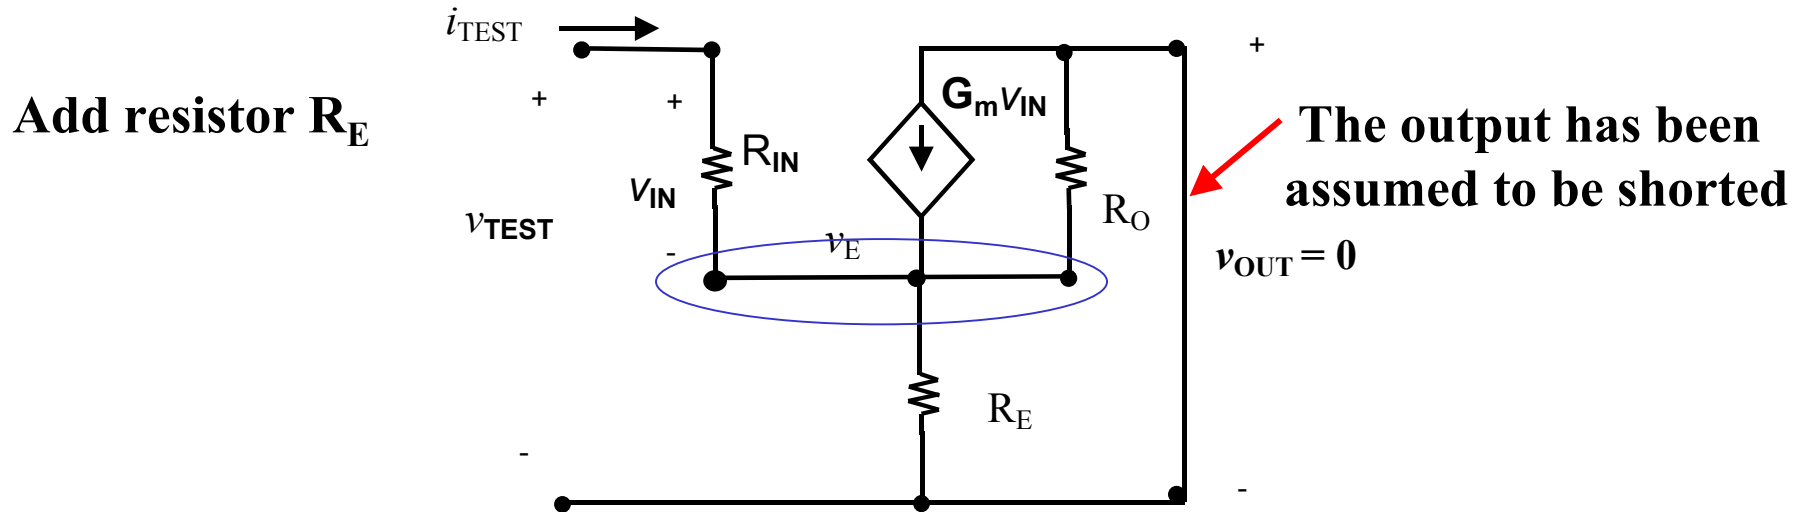 i_TEST
Add resistor R_E
+
+
v_TEST
-
+
v_IN
-
R_IN
G_m v_IN
v_E
R_O
R_E
+
The output has been
assumed to be shorted
v_OUT = 0
-